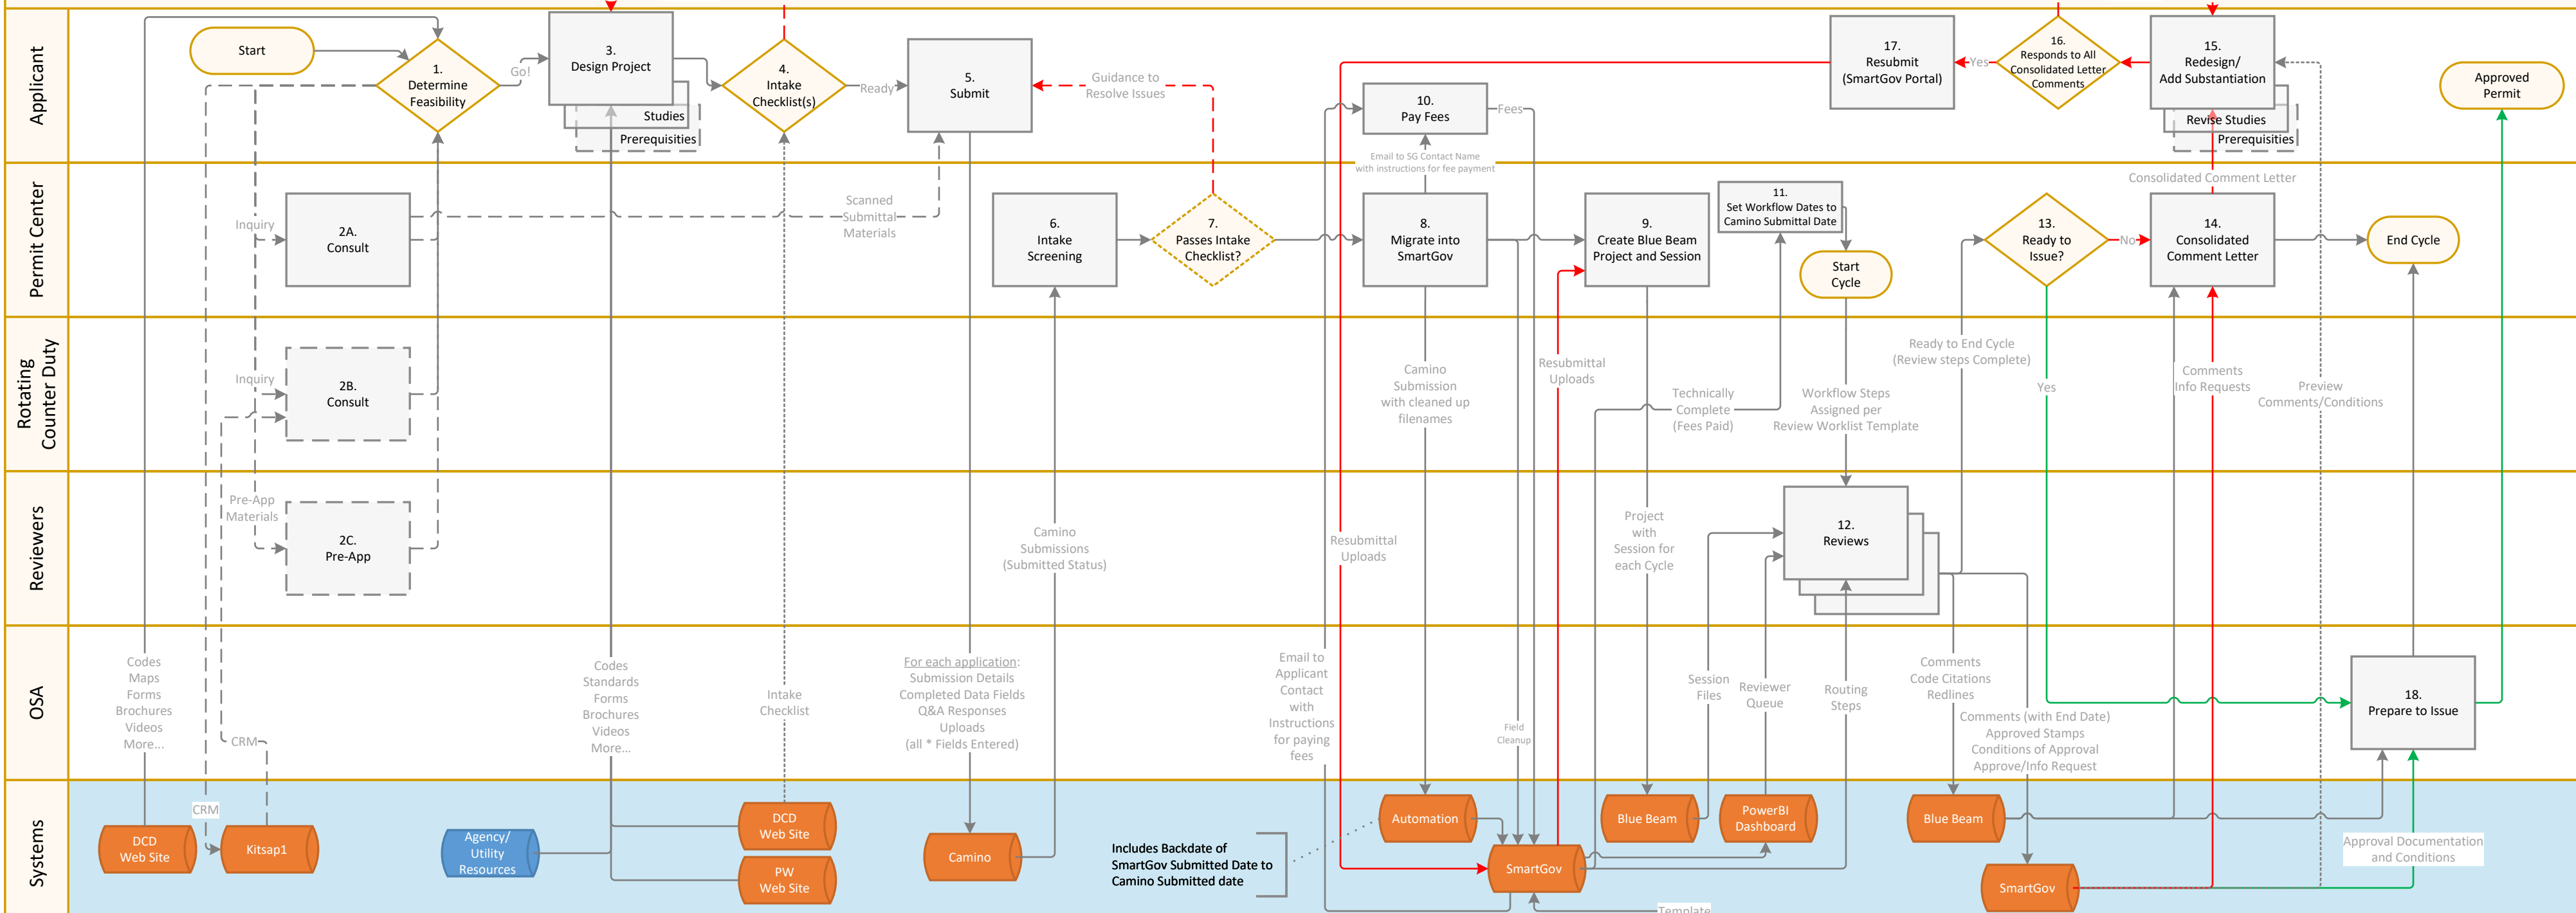 Applicant
Start
1.
Determine
Feasibility
Go!
3.
Design Project
Studies
Prerequisities
4.
Intake
Checklist(s)
Ready
5.
Submit
Guidance to
Resolve Issues
10.
Pay Fees
Fees
17.
Resubmit
(SmartGov Portal)
Yes
16.
Responds to All
Consolidated Letter
Comments
15.
Redesign/
Add Substantiation
Revise Studies
Prerequisities
Approved
Permit
Permit Center
Inquiry
2A.
Consult
Scanned
Submittal
Materials
6.
Intake
Screening
7.
Passes Intake
Checklist?
Email to SG Contact Name
with instructions for fee payment
8.
Migrate into
SmartGov
9.
Create Blue Beam
Project and Session
11.
Set Workflow Dates to
Camino Submittal Date
Start
Cycle
13.
Ready to
Issue?
No
Consolidated Comment Letter
14.
Consolidated
Comment Letter
End Cycle
Rotating
Counter Duty
Inquiry
2B.
Consult
Camino
Submission
with cleaned up
filenames
Resubmittal
Uploads
Technically
Complete
(Fees Paid)
Workflow Steps
Assigned per
Review Worklist Template
Ready to End Cycle
(Review steps Complete)
Yes
Comments
Info Requests
Preview
Comments/Conditions
Reviewers
Pre-App
Materials
2C.
Pre-App
Camino
Submissions
(Submitted Status)
Resubmittal
Uploads
Project
with
Session for
each Cycle
12.
Reviews
OSA
Codes
Maps
Forms
Brochures
Videos
More...
CRM
Codes
Standards
Forms
Brochures
Videos
More...
Intake
Checklist
For each application:
Submission Details
Completed Data Fields
Q&A Responses
Uploads
(all * Fields Entered)
Email to
Applicant
Contact
with
Instructions
for paying
fees
Field
Cleanup
Session
Files
Reviewer
Queue
Routing
Steps
Comments
Code Citations
Redlines
Comments (with End Date)
Approved Stamps
Conditions of Approval
Approve/Info Request
18.
Prepare to Issue
Systems
DCD
Web Site
CRM
Kitsap1
Agency/
Utility
Resources
DCD
Web Site
PW
Web Site
Camino
Includes Backdate of
SmartGov Submitted Date to
Camino Submitted date
Automation
SmartGov
Blue Beam
PowerBI
Dashboard
Template
Blue Beam
SmartGov
Approval Documentation
and Conditions